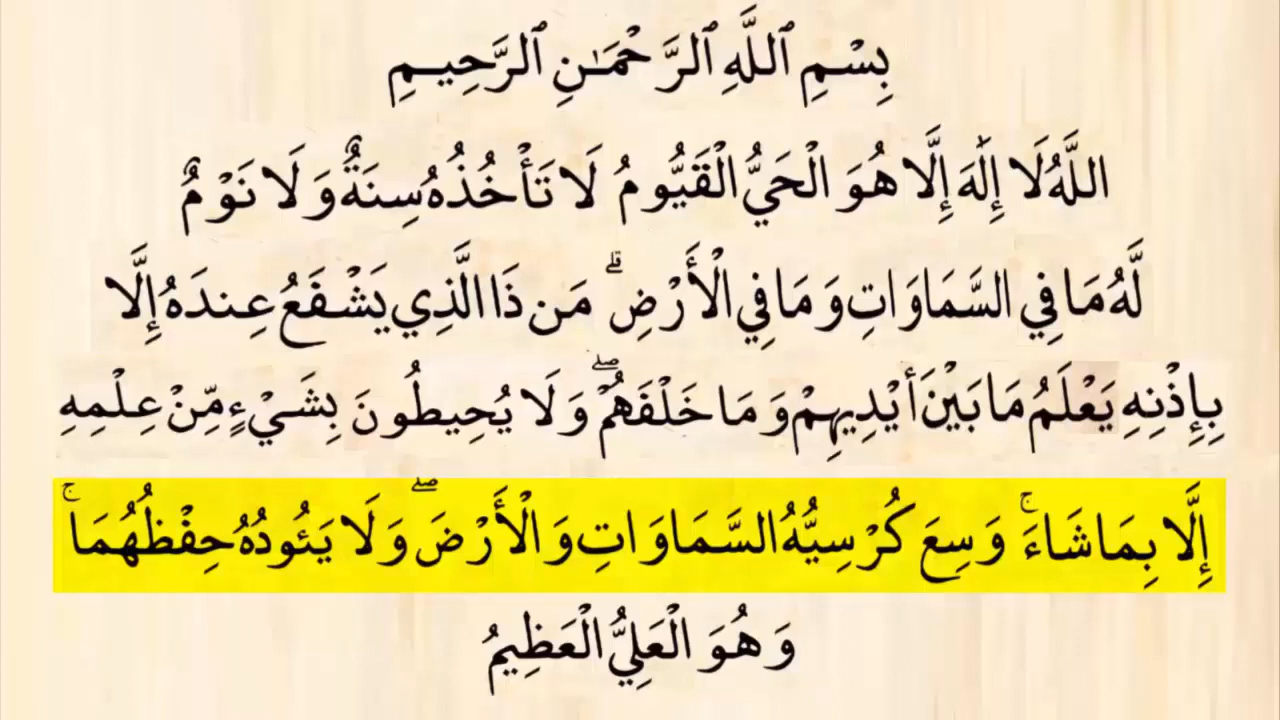 بِسْمِ ٱللَّهِ ٱلرَّحْمَـٰنِ ٱلرَّحِيمِ
اللَّهُ لَا إِلَٰهَ إِلَّا هُوَ الْحَيُّ الْقَيُّومُ لَا تَأْخُذُهُ سِنَةٌ وَلَا نَوْمٌ
لَّهُ مَا فِي السَّمَاوَاتِ وَمَا فِي الْأَرْضِ ۗ مَن ذَا الَّذِي يَشْفَعُ عِندَهُ إِلَّا
بِإِذْنِهِ يَعْلَمُ مَا بَيْنَ أَيْدِيهِمْ وَمَا خَلْفَهُمْ ۖ وَلَا يُحِيطُونَ بِشَيْءٍ مِّنْ عِلْمِهِ
إِلَّا بِمَا شَاءَ ۚ وَسِعَ كُرْسِيُّهُ السَّمَاوَاتِ وَالْأَرْضَ ۖ وَلَا يَئُودُهُ حِفْظُهُمَا ۚ
وَهُوَ الْعَلِيُّ الْعَظِيمُ